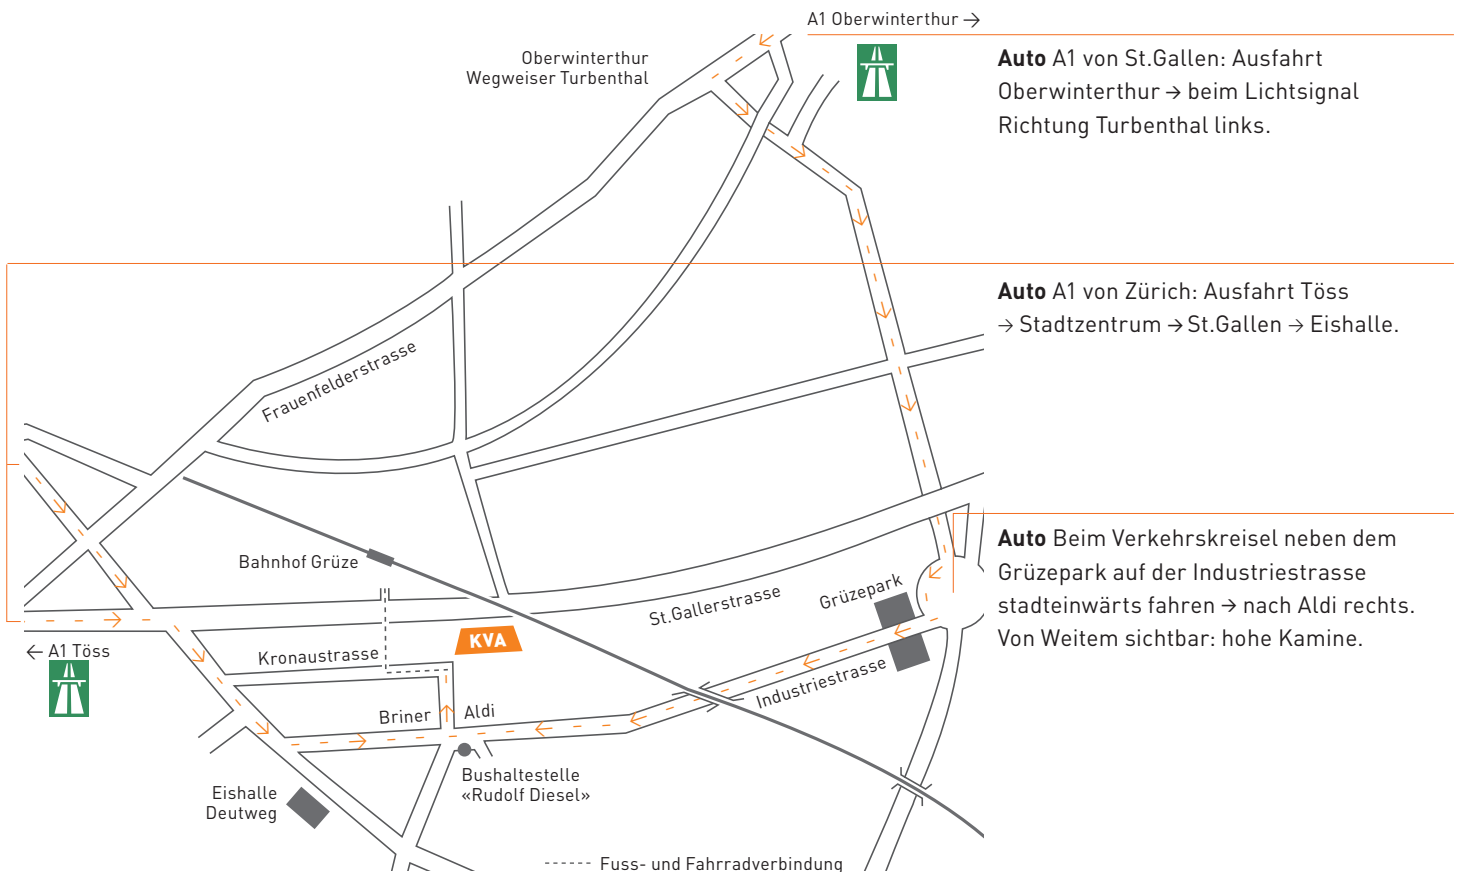 A1 Oberwinterthur →
Oberwinterthur
Wegweiser Turbenthal
Auto A1 von St.Gallen: Ausfahrt
Oberwinterthur → beim Lichtsignal
Richtung Turbenthal links.
Auto A1 von Zürich: Ausfahrt Töss
→ Stadtzentrum → St.Gallen → Eishalle.
Frauenfelderstrasse
Auto Beim Verkehrskreisel neben dem
Grüzepark auf der Industriestrasse
stadteinwärts fahren → nach Aldi rechts.
Von Weitem sichtbar: hohe Kamine.
Bahnhof Grüze
St.Gallerstrasse
Grüzepark
KVA
← A1 Töss
Kronaustrasse
Industriestrasse
Briner
Aldi
Bushaltestelle
«Rudolf Diesel»
Eishalle
Deutweg
Fuss- und Fahrradverbindung